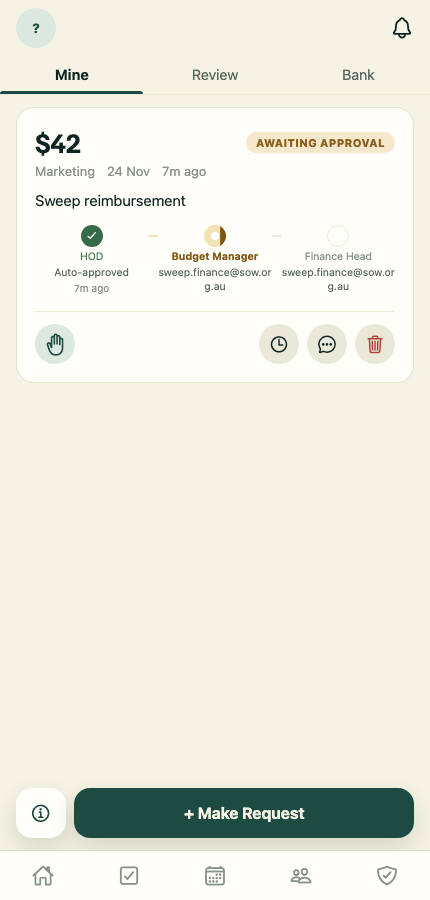 ?
Mine Review Bank
$42 AWAITING APPROVAL
Marketing 24 Nov 7m ago
Sweep reimbursement
HOD Budget Manager Finance Head
Auto-approved sweep.finance@sow.or sweep.finance@sow.or
7m ago g.au g.au
+ Make Request